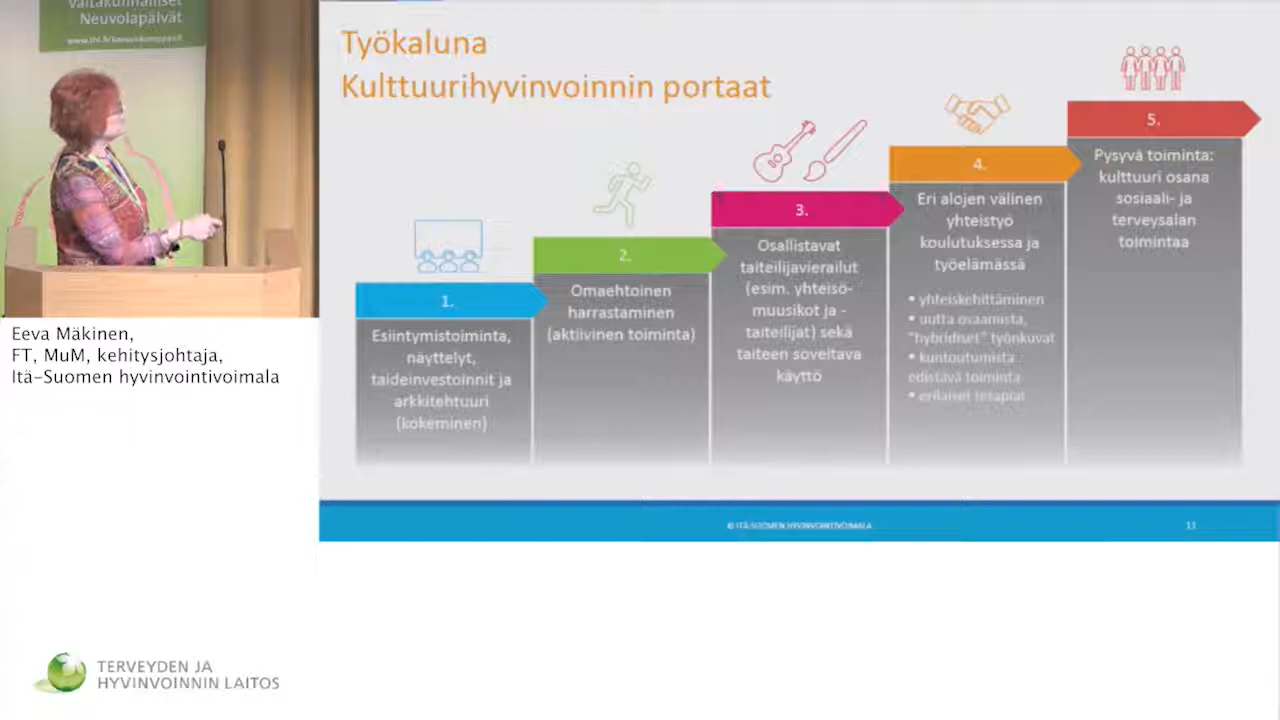 Valtakunnalliset
Neuvolapäivät
Eeva Mäkinen,
FT, MuM, kehitysjohtaja,
Itä-Suomen hyvinvointivoimala
TERVEYDEN JA
HYVINVOINNIN LAITOS
Työkaluna
Kulttuurihyvinvoinnin portaat
1.
Esiintymistoiminta,
näyttelyt,
taideinvestoinnit ja
arkkitehtuuri
(kokeminen)
2.
Omaehtoinen
harrastaminen
(aktiivinen toiminta)
3.
Osallistavat
taiteilijavierailut
(esim. yhteisö-
muusikot ja -
taiteilijat) sekä
taiteen soveltava
käyttö
4.
Eri alojen välinen
yhteistyö
koulutuksessa ja
työelämässä
• yhteiskehittäminen
• uutta osaamista,
"hybridiset" työnkuvat
• kuntoutumista
edistävä toiminta
• erilaiset terapiat
5.
Pysyvä toiminta:
kulttuuri osana
sosiaali- ja
terveysalan
toimintaa
© ITÄ-SUOMEN HYVINVOINTIVOIMALA